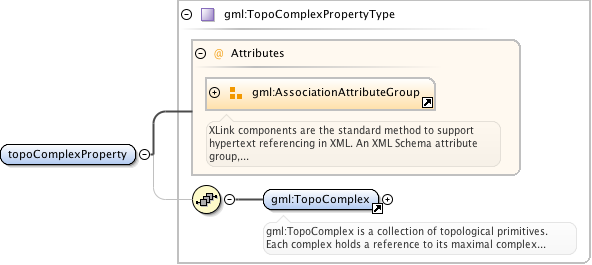 gml:TopoComplexPropertyType
@ Attributes
gml:AssociationAttributeGroup
XLink components are the standard method to support
hypertext referencing in XML. An XML Schema attribute
group,...
topoComplexProperty
gml:TopoComplex
gml:TopoComplex is a collection of topological primitives.
Each complex holds a reference to its maximal complex...